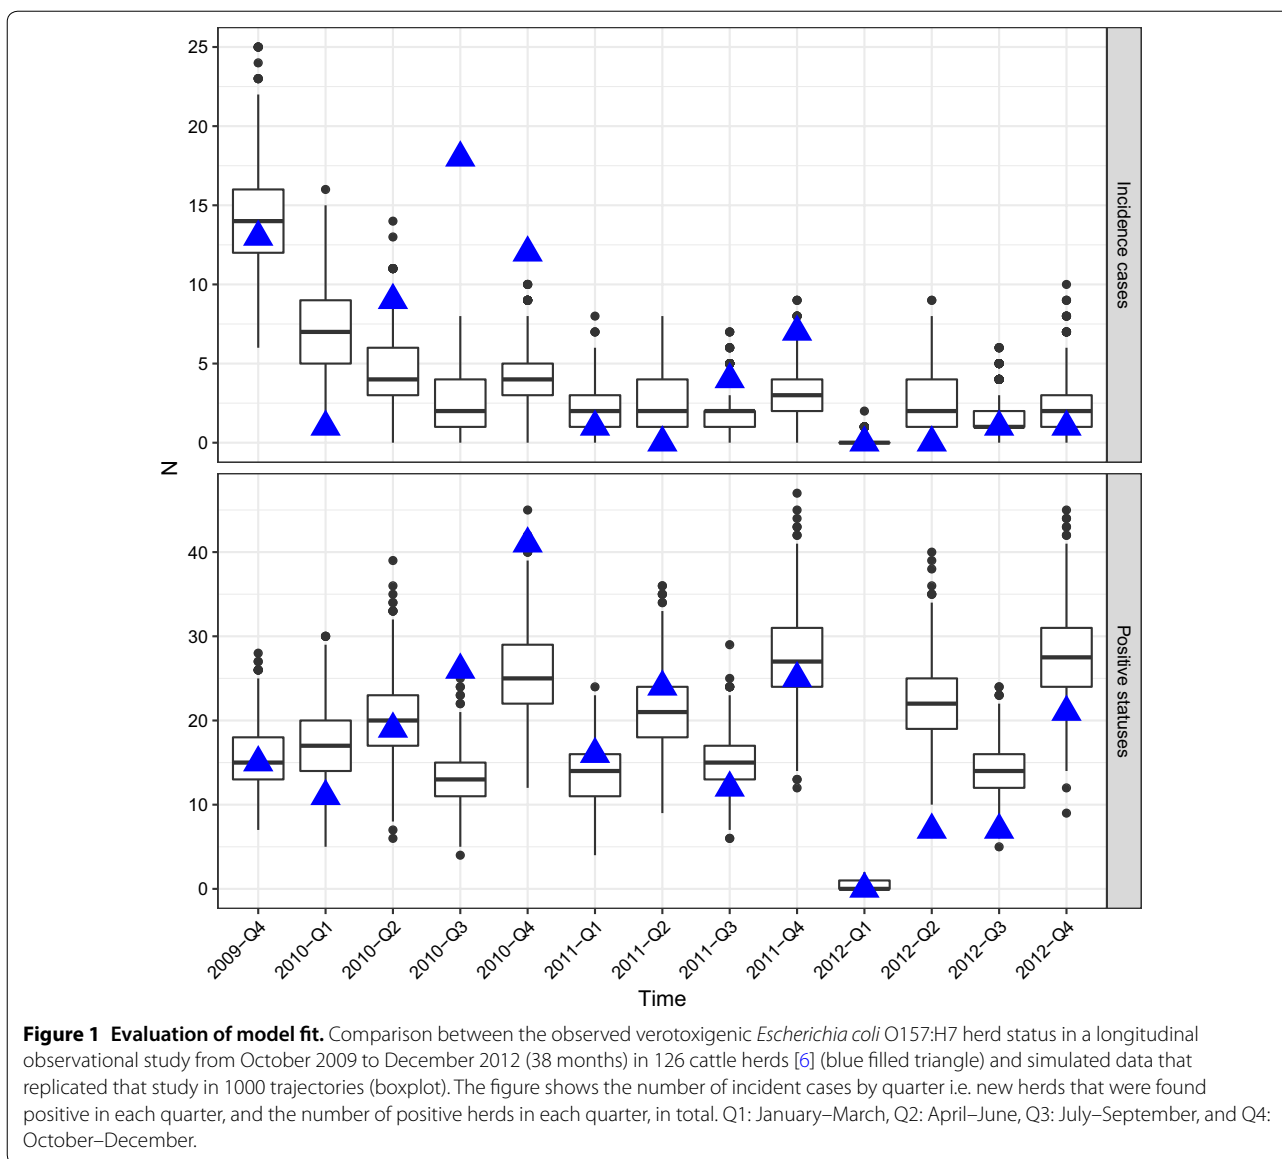 25
20
15
10
5
0
Incidence cases
N
40
30
20
10
0
Positive statuses
2009–Q4
2010–Q1
2010–Q2
2010–Q3
2010–Q4
2011–Q1
2011–Q2
2011–Q3
2011–Q4
2012–Q1
2012–Q2
2012–Q3
2012–Q4
Time
Figure 1 Evaluation of model fit. Comparison between the observed verotoxigenic Escherichia coli O157:H7 herd status in a longitudinal
observational study from October 2009 to December 2012 (38 months) in 126 cattle herds [6] (blue filled triangle) and simulated data that
replicated that study in 1000 trajectories (boxplot). The figure shows the number of incident cases by quarter i.e. new herds that were found
positive in each quarter, and the number of positive herds in each quarter, in total. Q1: January–March, Q2: April–June, Q3: July–September, and Q4:
October–December.